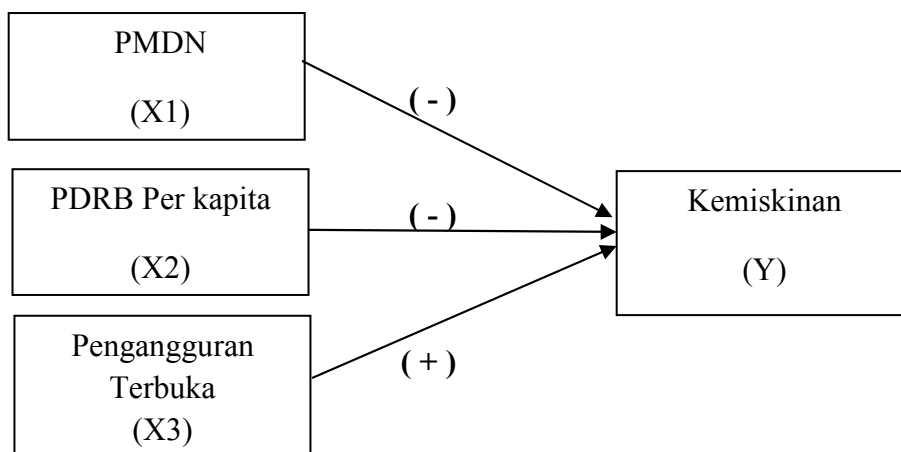 PMDN
(X1)
( - )
PDRB Per kapita
(X2)
( - )
Kemiskinan
(Y)
Pengangguran
Terbuka
(X3)
( + )